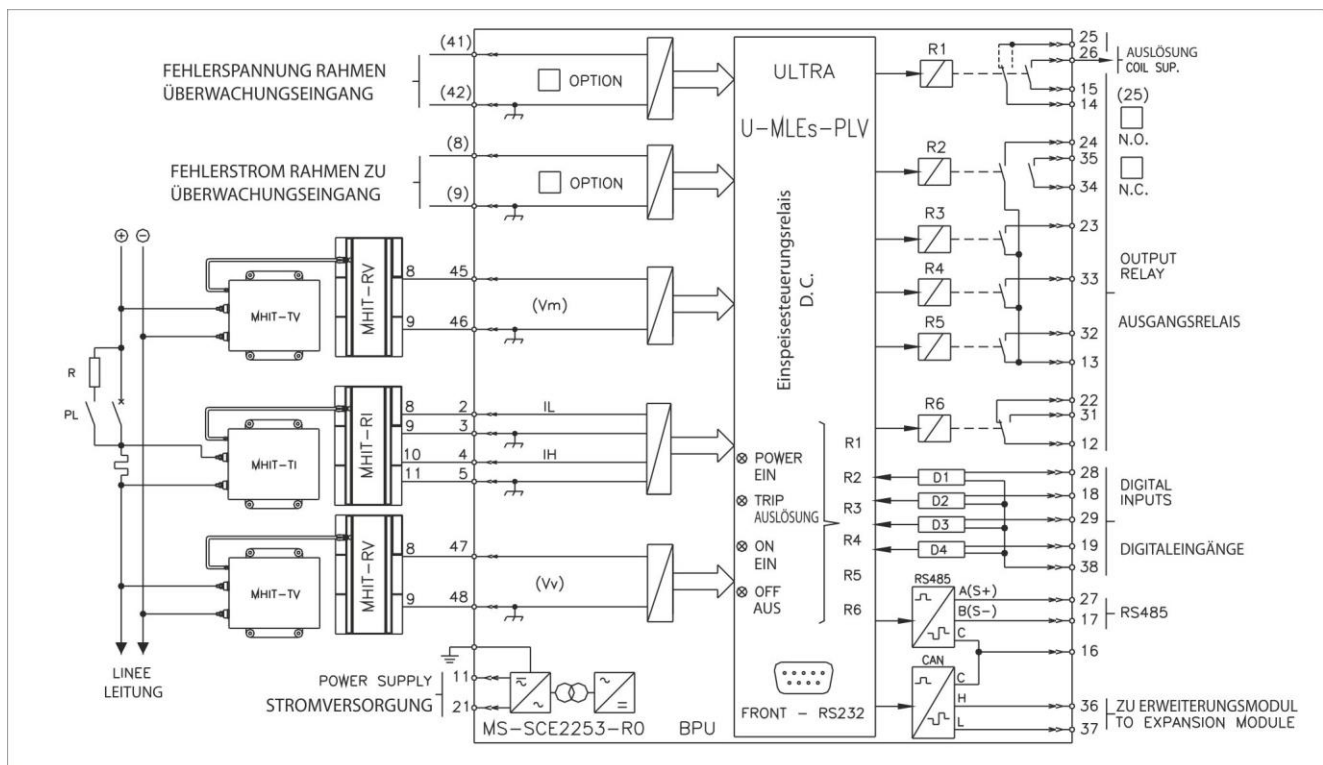 (41)
FEHLERSPANNUNG RAHMEN
ÜBERWACHUNGSEINGANG
OPTION
(42)
(8)
FEHLERSTROM RAHMEN ZU
ÜBERWACHUNGSEINGANG
OPTION
(9)
+ −
MHIT-TV
MHIT-RV
8 45
(Vm)
9 46
R
PL
MHIT-TI
MHIT-RI
8 2 IL
9 3
10 4 IH
11 5
MHIT-TV
MHIT-RV
8 47
(Vv)
9 48
LINEE
LEITUNG
POWER SUPPLY
STROMVERSORGUNG
11
21
MS-SCE2253-R0 BPU
ULTRA
U-MLEs-PLV
Einspeisesteuerungsrelais
D.C.
POWER
EIN
TRIP
AUSLÖSUNG
ON
EIN
OFF
AUS
R1
R2
R3
R4
R5
R6
FRONT - RS232
R1
R2
R3
R4
R5
R6
D1
D2
D3
D4
RS485
A(S+)
B(S-)
C
CAN
C
H
L
25
26
15
14
24
35
34
23
33
32
13
22
31
12
28
18
29
19
38
27
17
16
36
37
AUSLÖSUNG
COIL SUP.
(25)
N.O.
N.C.
OUTPUT
RELAY
AUSGANGSRELAIS
DIGITAL
INPUTS
DIGITALEINGÄNGE
RS485
ZU ERWEITERUNGSMODUL
TO EXPANSION MODULE